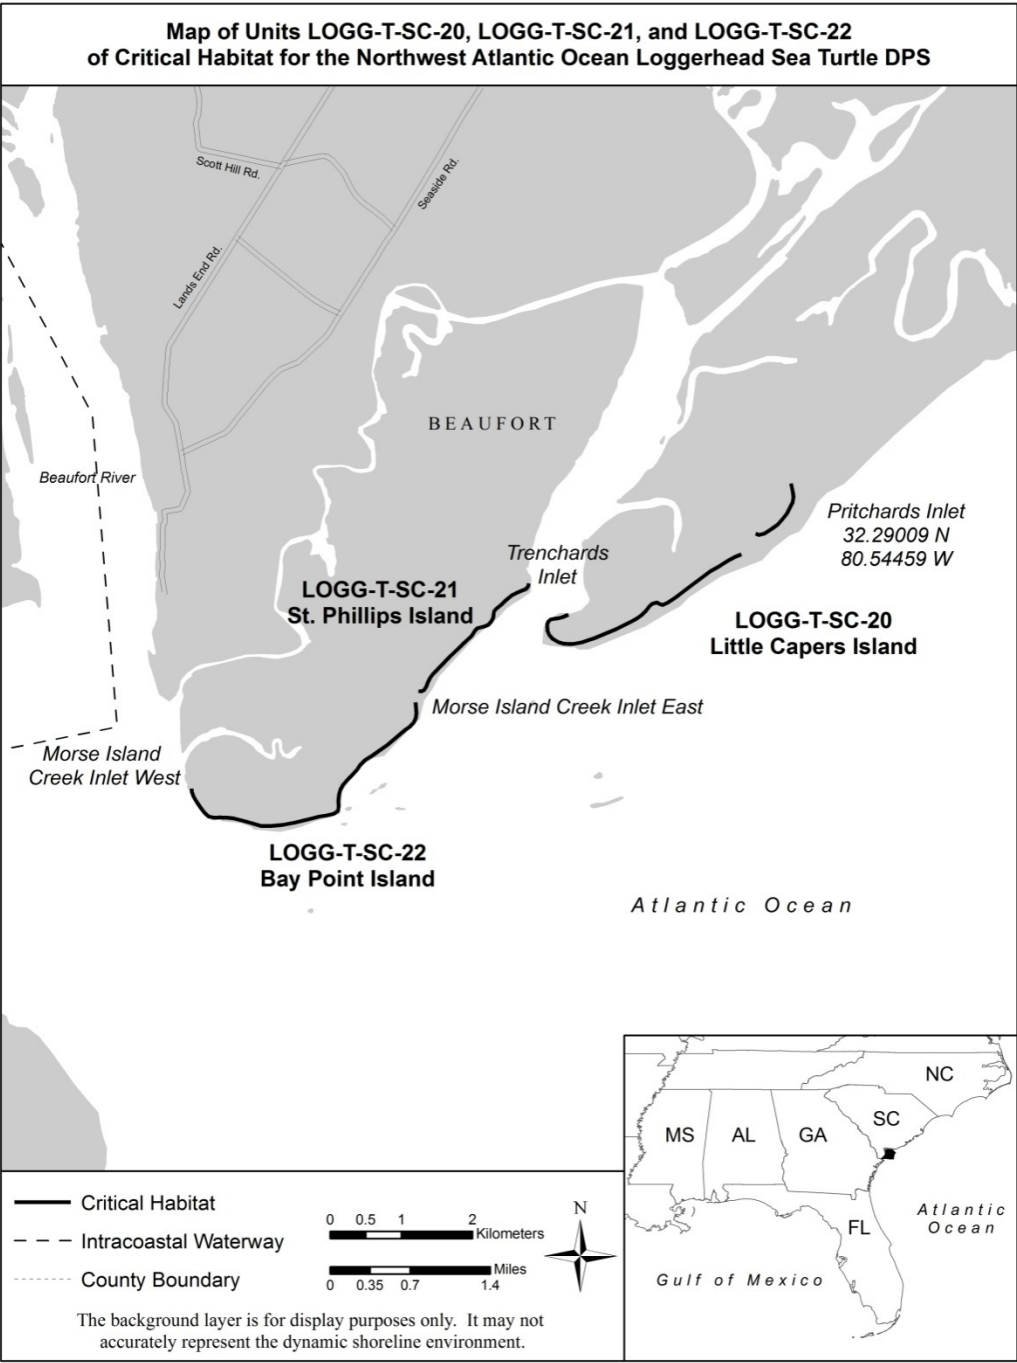 Map of Units LOGG-T-SC-20, LOGG-T-SC-21, and LOGG-T-SC-22
of Critical Habitat for the Northwest Atlantic Ocean Loggerhead Sea Turtle DPS
Scott Hill Rd.
Seaside Rd.
Lands End Rd.
BEAUFORT
Beaufort River
Pritchards Inlet
32.29009 N
80.54459 W
Trenchards
Inlet
LOGG-T-SC-21
St. Phillips Island
LOGG-T-SC-20
Little Capers Island
Morse Island Creek Inlet East
Morse Island
Creek Inlet West
LOGG-T-SC-22
Bay Point Island
Atlantic Ocean
NC
SC
MS
AL
GA
FL
Atlantic
Ocean
Gulf of Mexico
Critical Habitat
Intracoastal Waterway
County Boundary
0 0.5 1 2
Kilometers
Miles
0 0.35 0.7 1.4
N
The background layer is for display purposes only. It may not
accurately represent the dynamic shoreline environment.